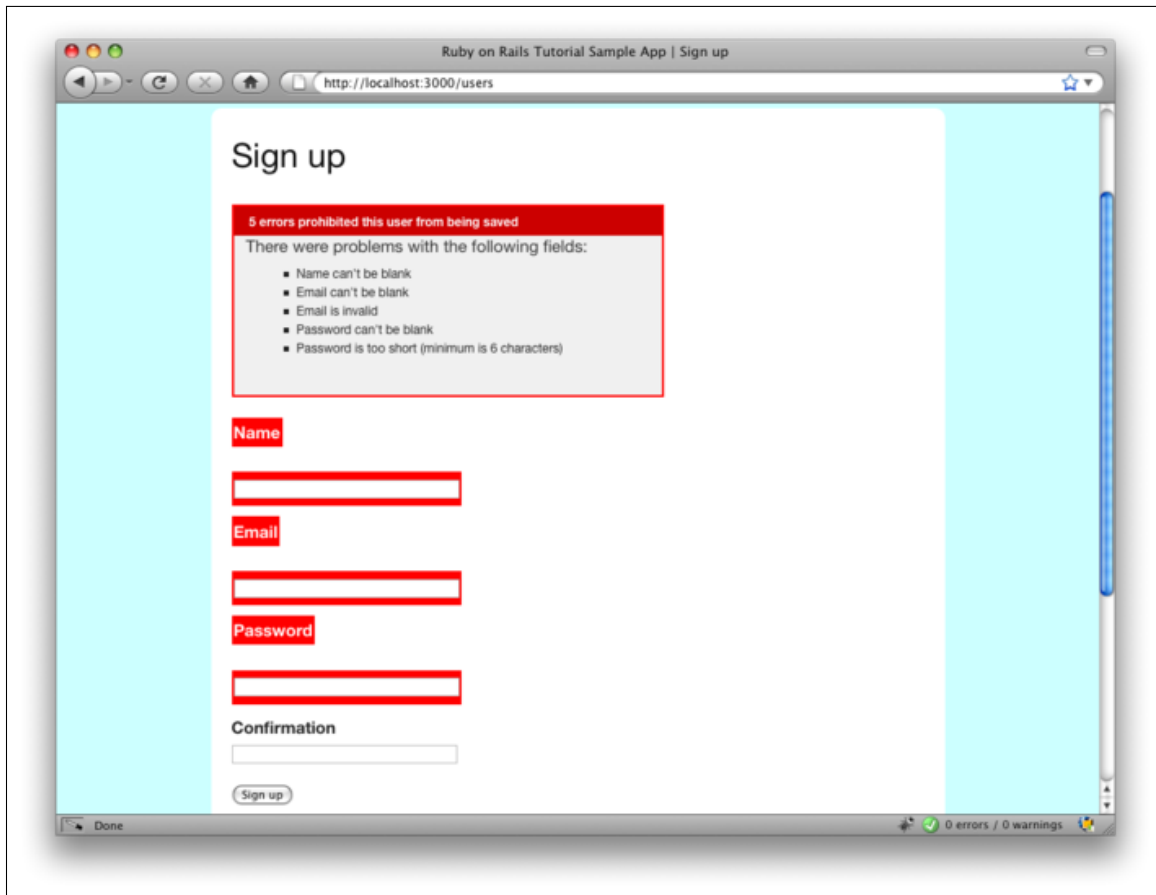 Ruby on Rails Tutorial Sample App | Sign up
http://localhost:3000/users
Sign up
5 errors prohibited this user from being saved
There were problems with the following fields:
Name can't be blank
Email can't be blank
Email is invalid
Password can't be blank
Password is too short (minimum is 6 characters)
Name
Email
Password
Confirmation
Sign up
Done
0 errors / 0 warnings